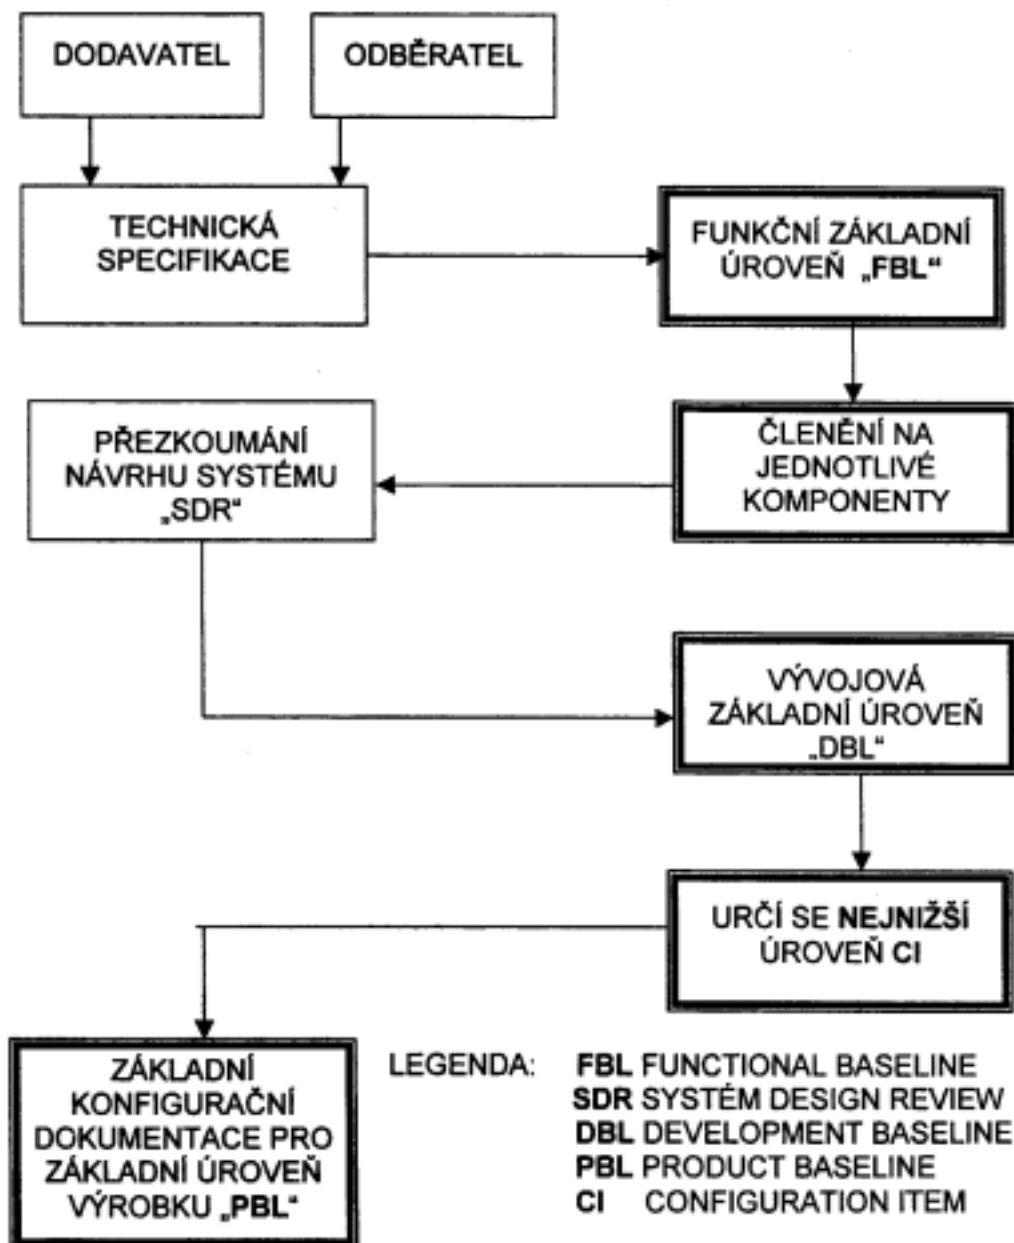 DODAVATEL
ODBĚRATEL
TECHNICKÁ
SPECIFIKACE
FUNKČNÍ ZÁKLADNÍ
ÚROVEŇ „FBL“
ČLENĚNÍ NA
JEDNOTLIVÉ
KOMPONENTY
PŘEZKOUMÁNÍ
NÁVRHU SYSTÉMU
„SDR“
VÝVOJOVÁ
ZÁKLADNÍ ÚROVEŇ
„DBL“
URČÍ SE NEJNIŽŠÍ
ÚROVEŇ CI
ZÁKLADNÍ
KONFIGURAČNÍ
DOKUMENTACE PRO
ZÁKLADNÍ ÚROVEŇ
VÝROBKU „PBL“
LEGENDA: FBL FUNCTIONAL BASELINE
SDR SYSTÉM DESIGN REVIEW
DBL DEVELOPMENT BASELINE
PBL PRODUCT BASELINE
CI CONFIGURATION ITEM